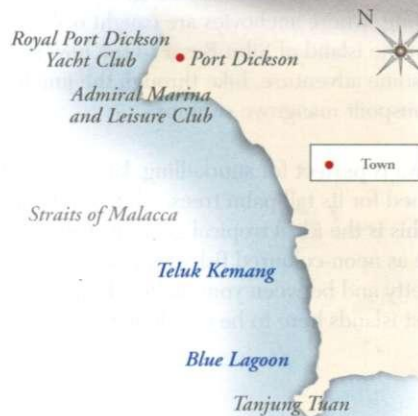 N
Royal Port Dickson
Yacht Club
Port Dickson
Admiral Marina
and Leisure Club
Town
Straits of Malacca
Teluk Kemang
Blue Lagoon
Tanjung Tuan